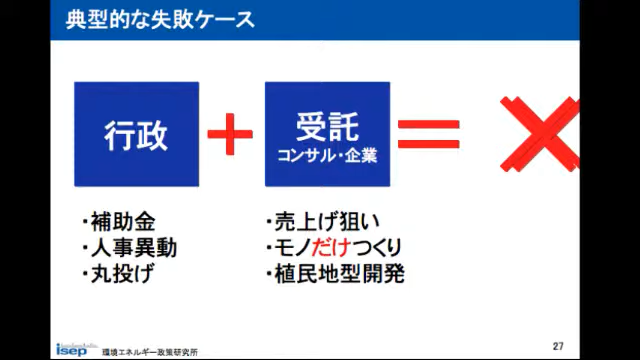 典型的な失敗ケース
行政
+
受託
コンサル・企業
=
×
・補助金
・人事異動
・丸投げ
・売上げ狙い
・モノだけつくり
・植民地型開発
isep 環境エネルギー政策研究所
27